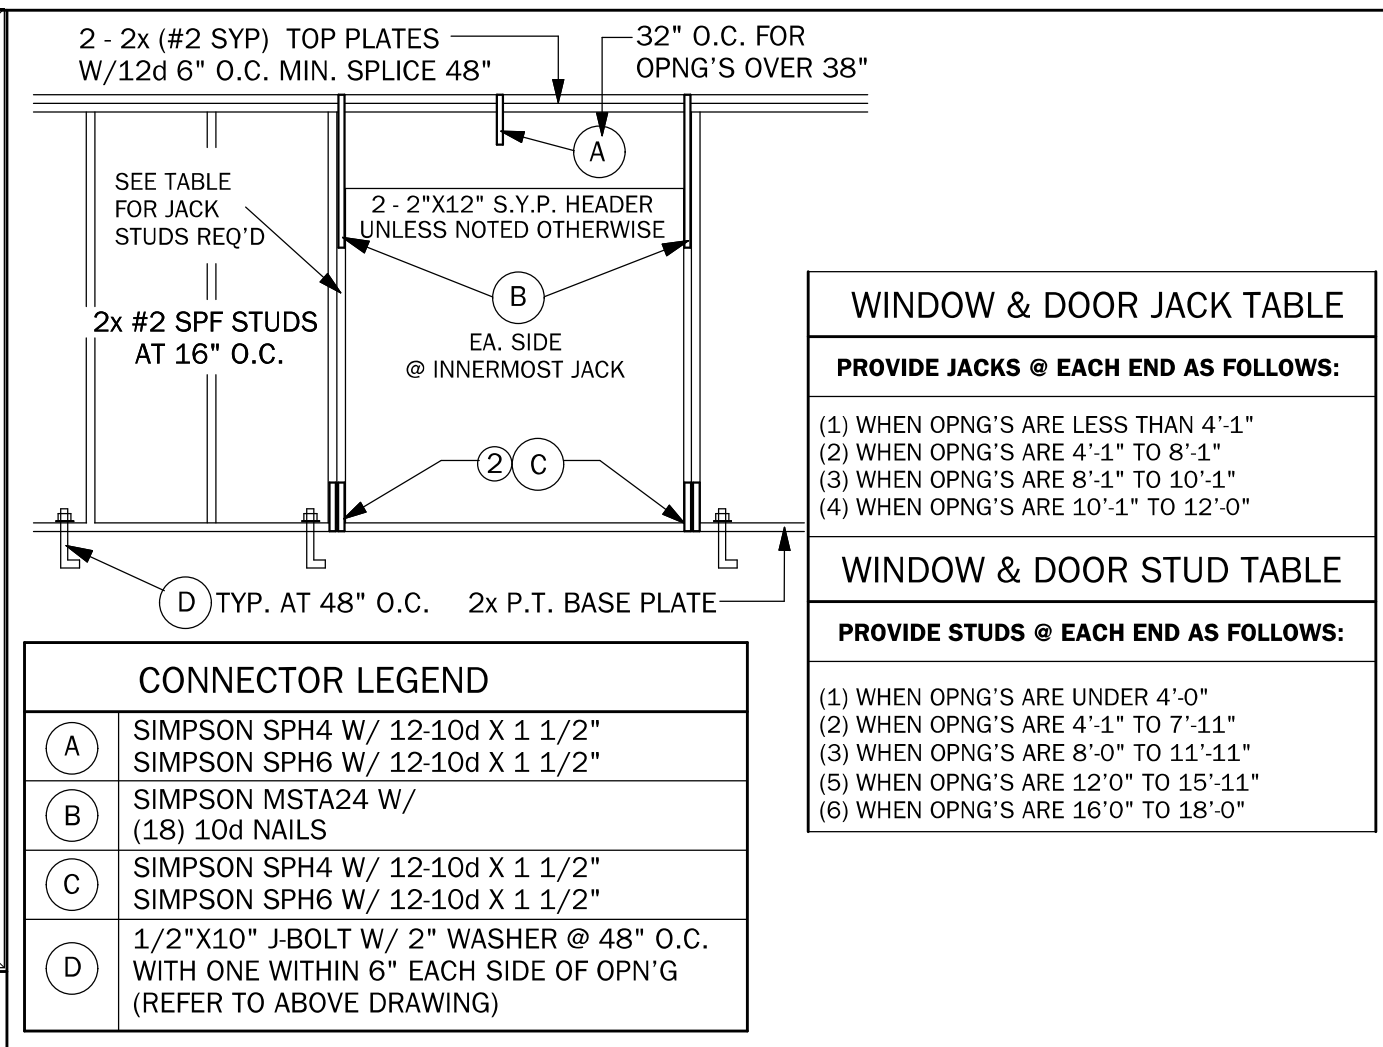 2 - 2x (#2 SYP) TOP PLATES
W/12d 6" O.C. MIN. SPLICE 48"
32" O.C. FOR
OPNG'S OVER 38"
A
SEE TABLE
FOR JACK
STUDS REQ'D
2 - 2"X12" S.Y.P. HEADER
UNLESS NOTED OTHERWISE
B
2x #2 SPF STUDS
AT 16" O.C.
EA. SIDE
@ INNERMOST JACK
2 C
D TYP. AT 48" O.C.
2x P.T. BASE PLATE
WINDOW & DOOR JACK TABLE
PROVIDE JACKS @ EACH END AS FOLLOWS:
(1) WHEN OPNG'S ARE LESS THAN 4'-1"
(2) WHEN OPNG'S ARE 4'-1" TO 8'-1"
(3) WHEN OPNG'S ARE 8'-1" TO 10'-1"
(4) WHEN OPNG'S ARE 10'-1" TO 12'-0"
WINDOW & DOOR STUD TABLE
PROVIDE STUDS @ EACH END AS FOLLOWS:
(1) WHEN OPNG'S ARE UNDER 4'-0"
(2) WHEN OPNG'S ARE 4'-1" TO 7'-11"
(3) WHEN OPNG'S ARE 8'-0" TO 11'-11"
(5) WHEN OPNG'S ARE 12'0" TO 15'-11"
(6) WHEN OPNG'S ARE 16'0" TO 18'-0"
CONNECTOR LEGEND
A
SIMPSON SPH4 W/ 12-10d X 1 1/2"
SIMPSON SPH6 W/ 12-10d X 1 1/2"
B
SIMPSON MSTA24 W/
(18) 10d NAILS
C
SIMPSON SPH4 W/ 12-10d X 1 1/2"
SIMPSON SPH6 W/ 12-10d X 1 1/2"
D
1/2"X10" J-BOLT W/ 2" WASHER @ 48" O.C.
WITH ONE WITHIN 6" EACH SIDE OF OPN'G
(REFER TO ABOVE DRAWING)